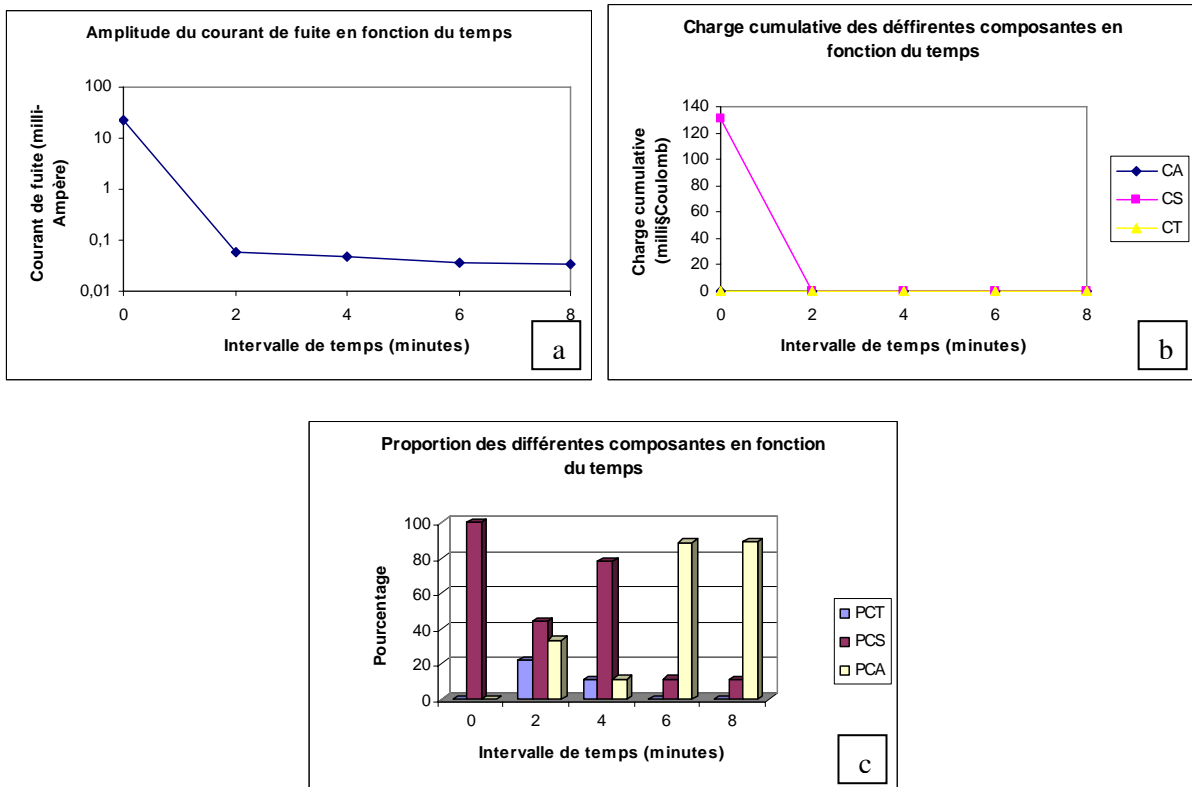 Amplitude du courant de fuite en fonction du temps
Courant de fuite (milli-
Ampère)
100
10
1
0,1
0,01
0 2 4 6 8
Intervalle de temps (minutes)
a
Charge cumulative des déffirentes composantes en
fonction du temps
Charge cumulative
(milli§Coulomb)
140
120
100
80
60
40
20
0
0 2 4 6 8
Intervalle de temps (minutes)
CA
CS
CT
b
Proportion des différentes composantes en fonction
du temps
Pourcentage
100
80
60
40
20
0
0 2 4 6 8
Intervalle de temps (minutes)
PCT
PCS
PCA
c